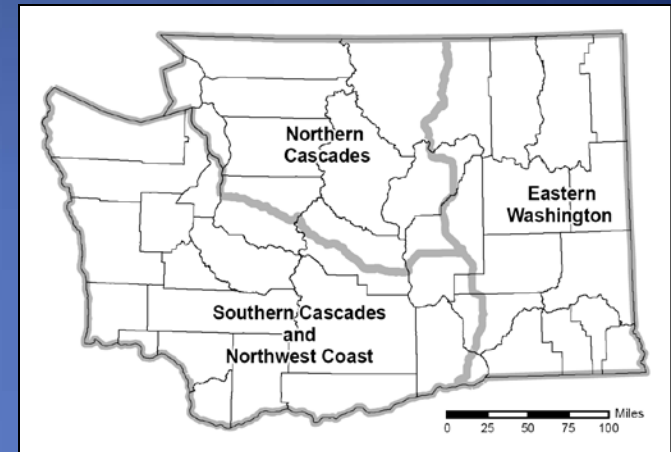 Northern
Cascades
Eastern
Washington
Southern Cascades
and
Northwest Coast
Miles
0 25 50 75 100